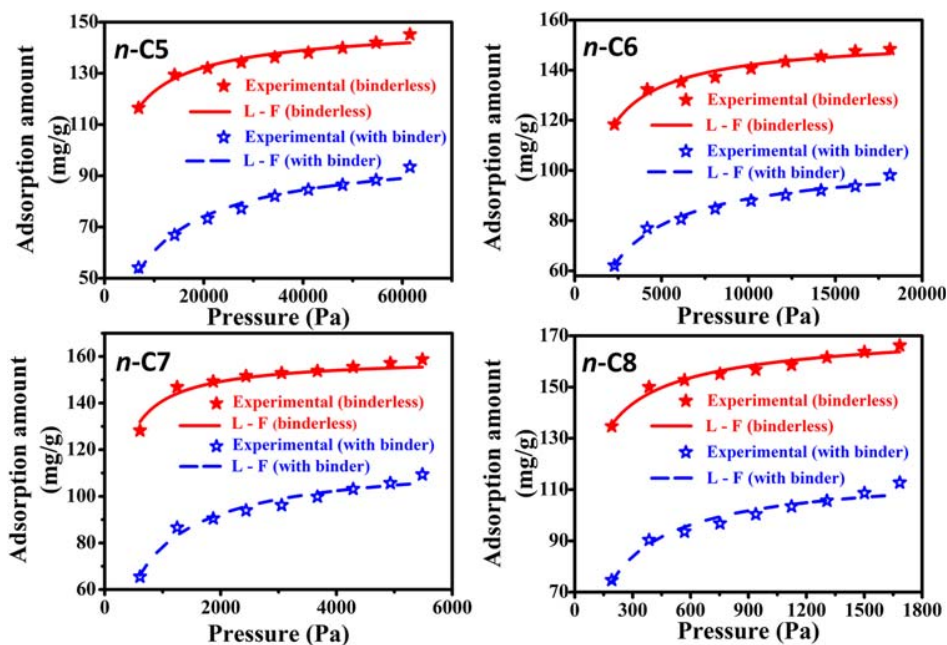 n-C5
Adsorption amount
(mg/g)
150
130
110
90
70
50
Experimental (binderless)
L - F (binderless)
Experimental (with binder)
L - F (with binder)
0
20000
40000
60000
Pressure (Pa)
n-C6
Adsorption amount
(mg/g)
160
140
120
100
80
60
Experimental (binderless)
L - F (binderless)
Experimental (with binder)
L - F (with binder)
0
5000
10000
15000
20000
Pressure (Pa)
n-C7
Adsorption amount
(mg/g)
160
140
120
100
80
60
Experimental (binderless)
L - F (binderless)
Experimental (with binder)
L - F (with binder)
0
2000
4000
6000
Pressure (Pa)
n-C8
Adsorption amount
(mg/g)
170
150
130
110
90
70
Experimental (binderless)
L - F (binderless)
Experimental (with binder)
L - F (with binder)
0
300
600
900
1200
1500
1800
Pressure (Pa)